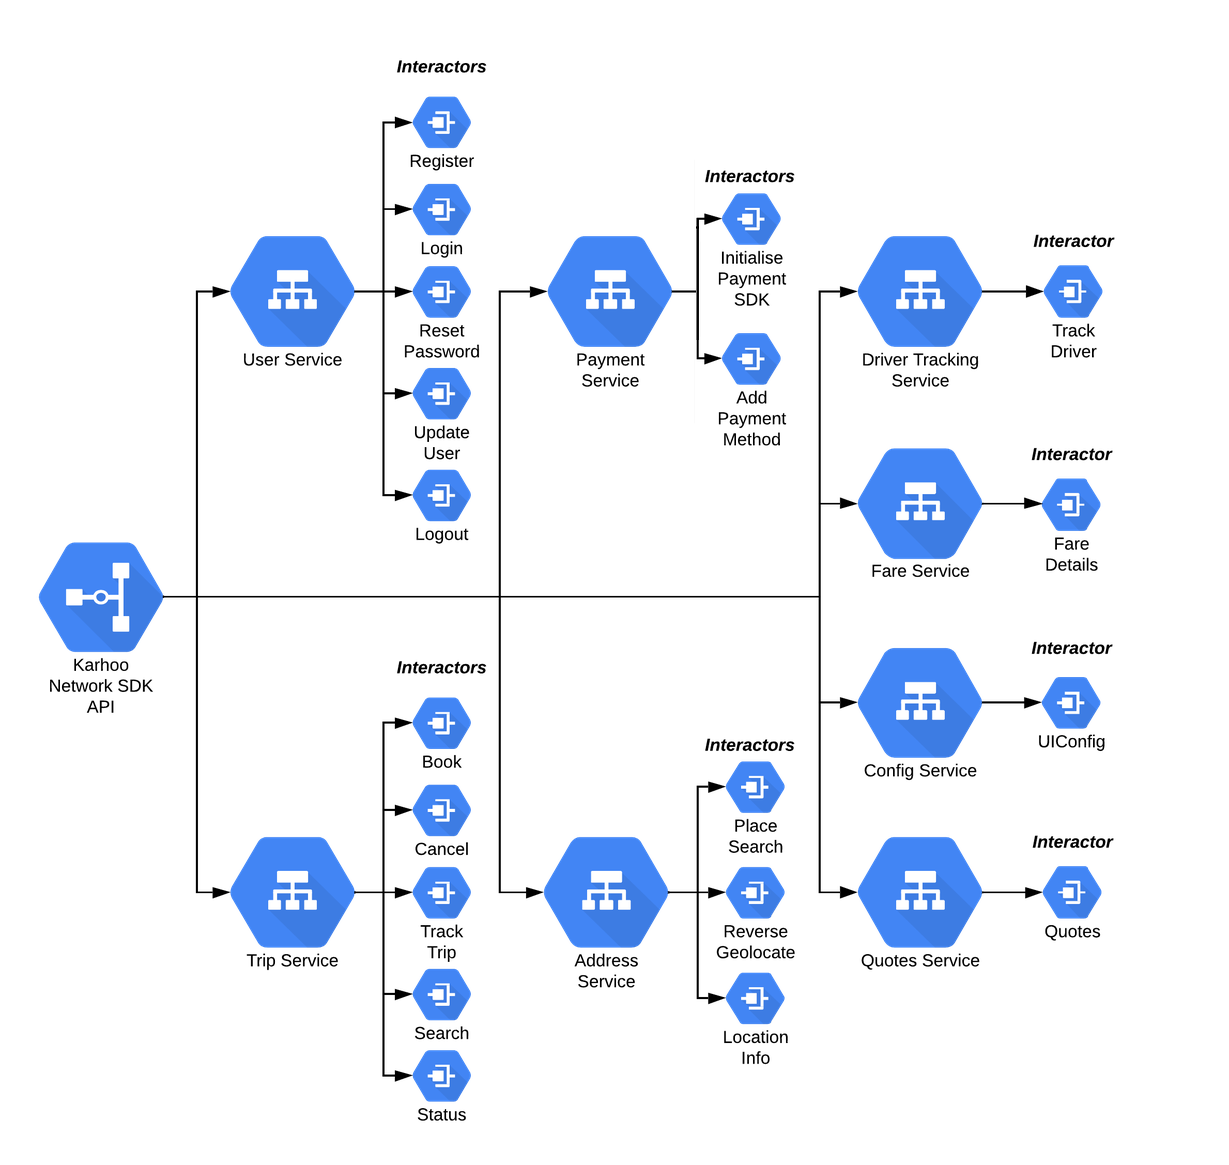 Interactors
Register
Login
Reset
Password
Update
User
Logout
User Service
Interactors
Initialise
Payment
SDK
Add
Payment
Method
Payment
Service
Interactor
Track
Driver
Driver Tracking
Service
Interactor
Fare
Details
Fare Service
Karhoo
Network SDK
API
Interactors
Book
Cancel
Track
Trip
Search
Status
Trip Service
Interactors
Place
Search
Reverse
Geolocate
Location
Info
Address
Service
Interactor
UIConfig
Config Service
Interactor
Quotes
Quotes Service